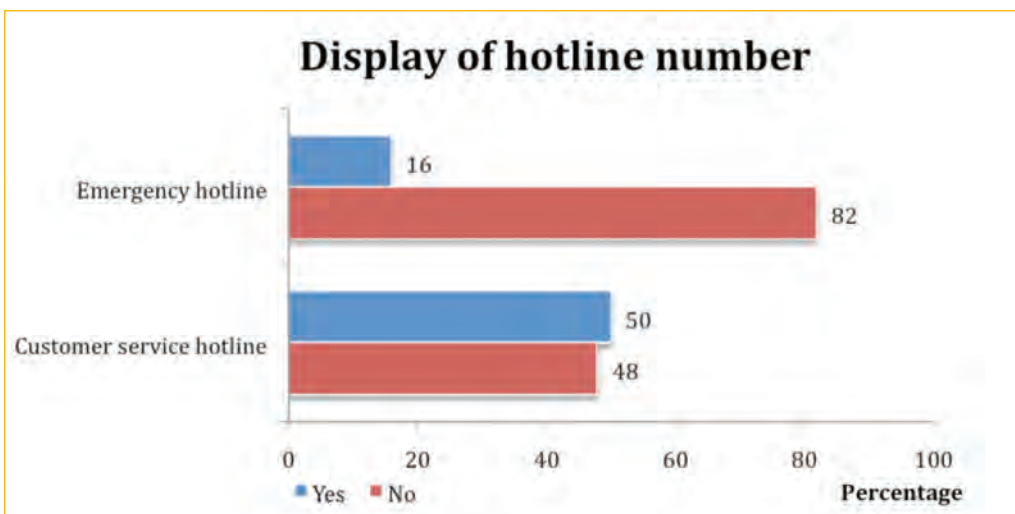 Display of hotline number
Emergency hotline
16
82
Customer service hotline
50
48
0 20 40 60 80 100
Yes No
Percentage